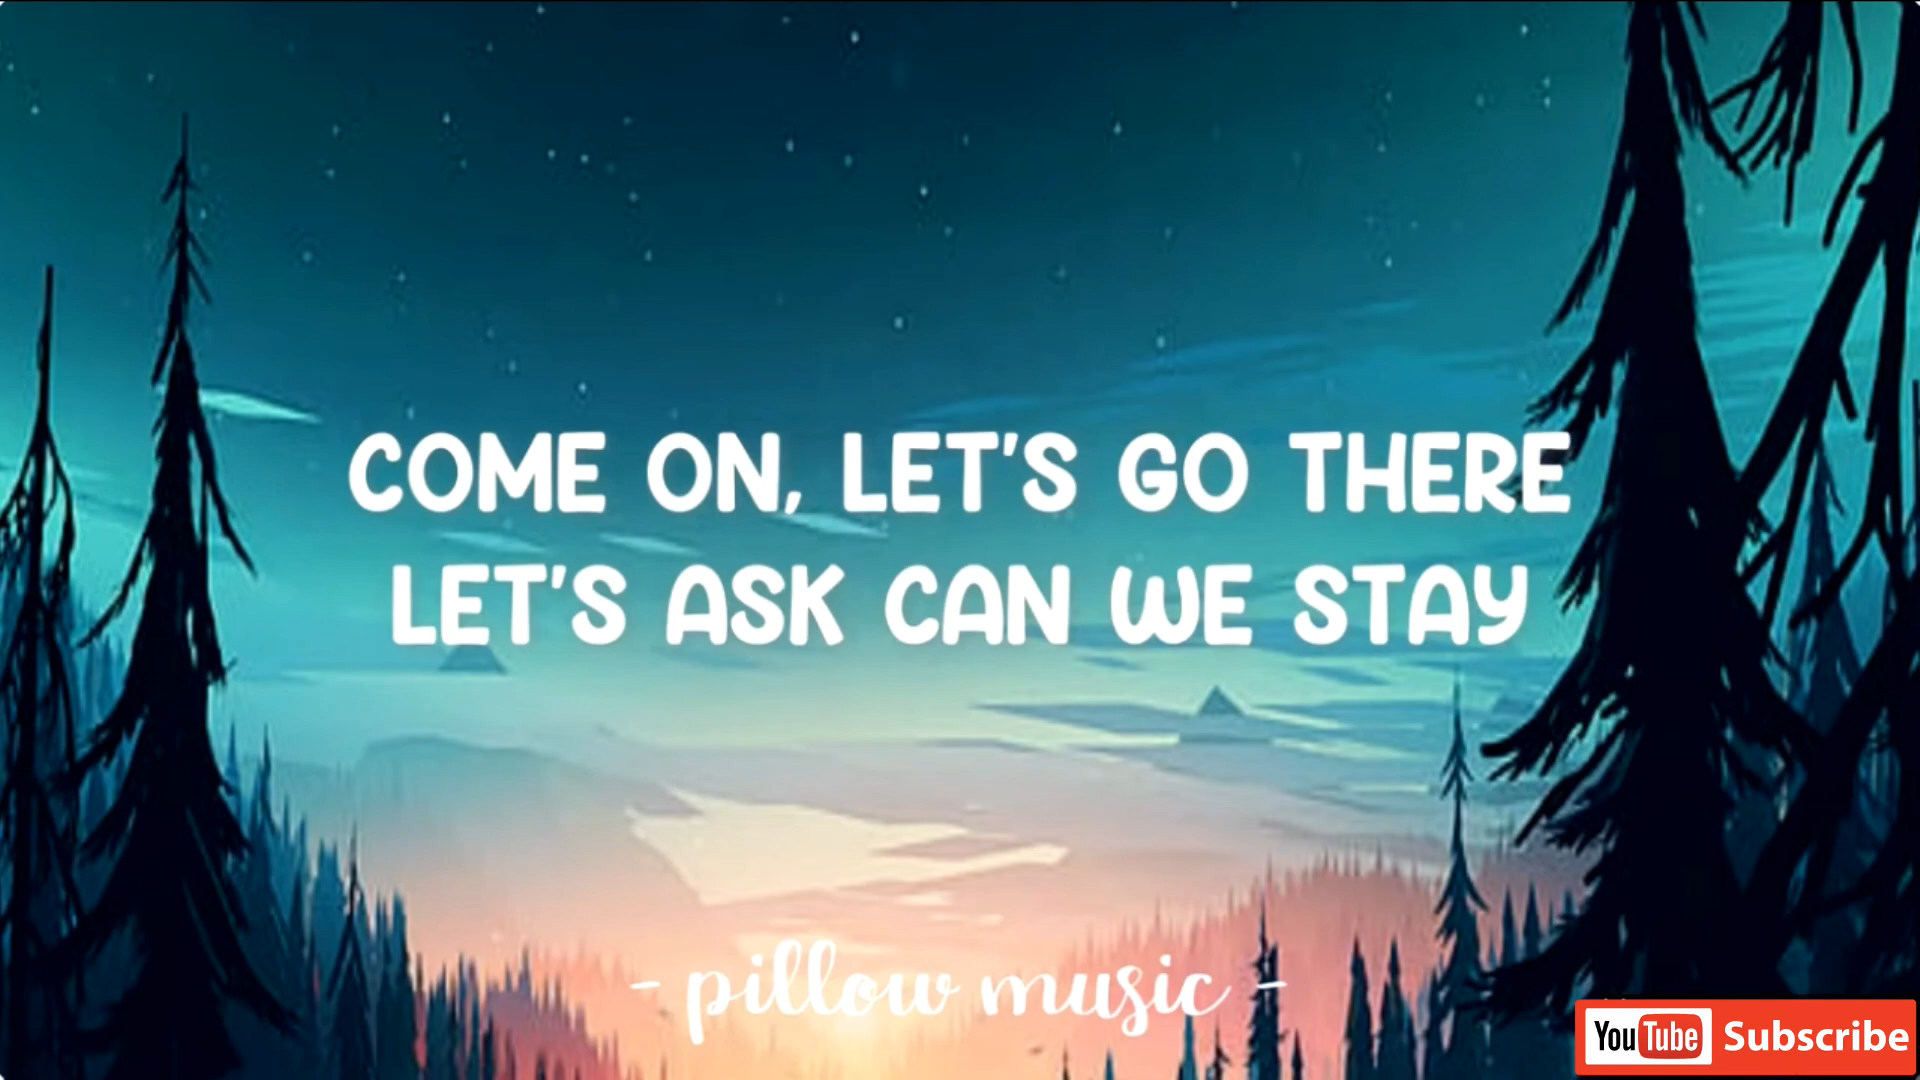 COME ON, LET'S GO THERE
LET'S ASK CAN WE STAY
- pillow music -
YouTube Subscribe